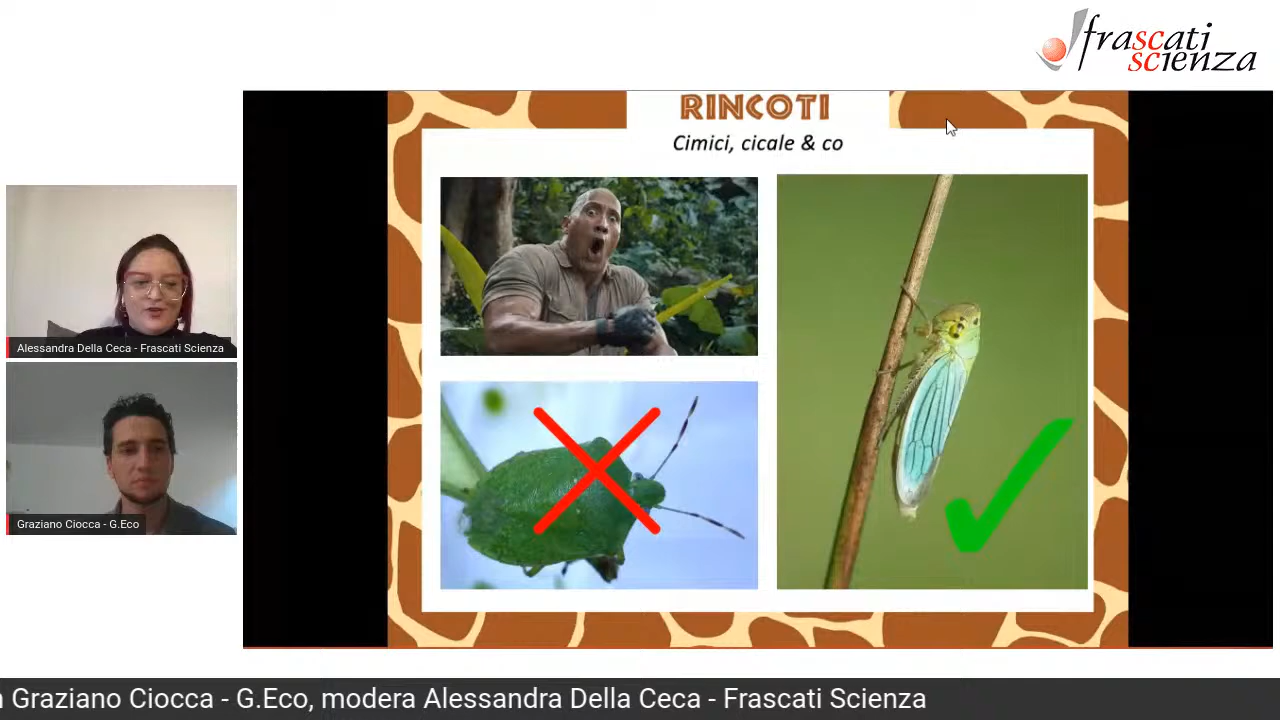 frascati
scienza
RINCOTI
Cimici, cicale & co
Alessandra Della Ceca - Frascati Scienza
Graziano Ciocca - G.Eco
Graziano Ciocca - G.Eco, modera Alessandra Della Ceca - Frascati Scienza